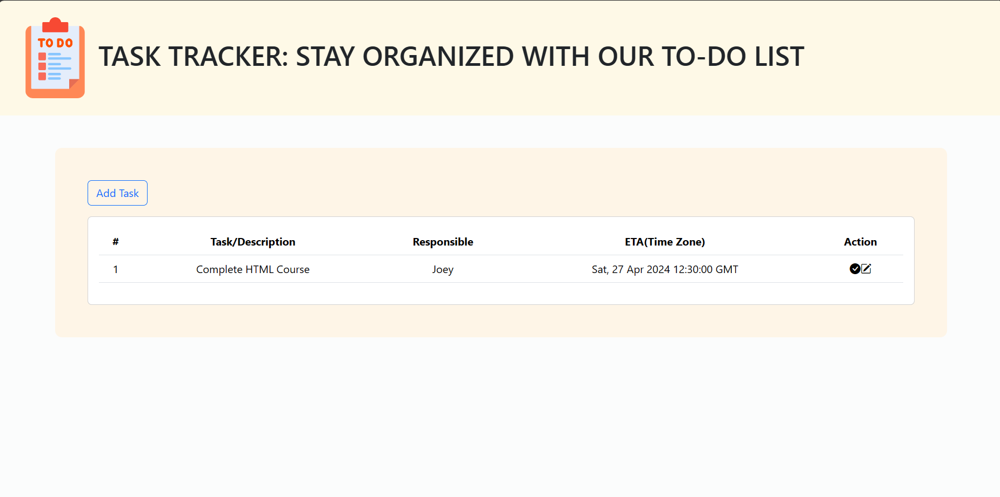 TO DO
TASK TRACKER: STAY ORGANIZED WITH OUR TO-DO LIST
Add Task
# Task/Description Responsible ETA(Time Zone) Action
1 Complete HTML Course Joey Sat, 27 Apr 2024 12:30:00 GMT